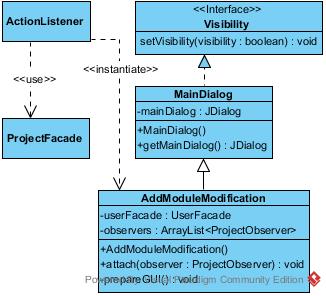 ActionListener
<<Interface>>
Visibility
setVisibility(visibility : boolean) : void
<<use>>
<<instantiate>>
MainDialog
-mainDialog : JDialog
+MainDialog()
+getMainDialog() : JDialog
ProjectFacade
AddModuleModification
-userFacade : UserFacade
-observers : ArrayList<ProjectObserver>
+AddModuleModification()
+attach(observer : ProjectObserver) : void
-prepareGUI() : void
Powered By Visual Paradigm Community Edition